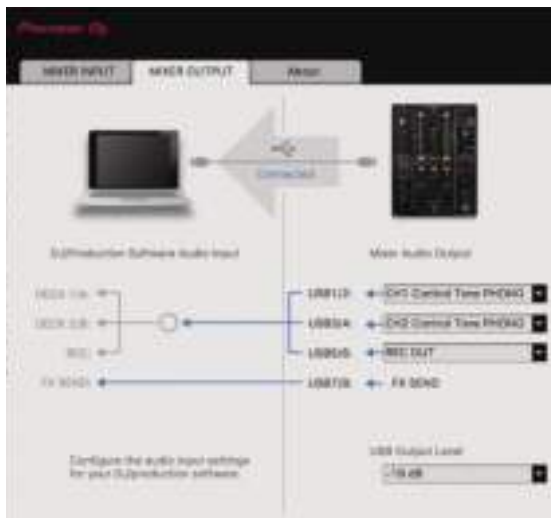 Pioneer Dj
MIXER INPUT
MIXER OUTPUT
About
Connected
DJ/Production Software Audio Input
Mixer Audio Output
DECK 1/A
DECK 2/B
REC
FX SEND
USB1/2
CH1 Control Tone PHONO
USB3/4
CH2 Control Tone PHONO
USB5/6
REC OUT
USB7/8
FX SEND
Configure the audio input settings
for your DJ/production software.
USB Output Level